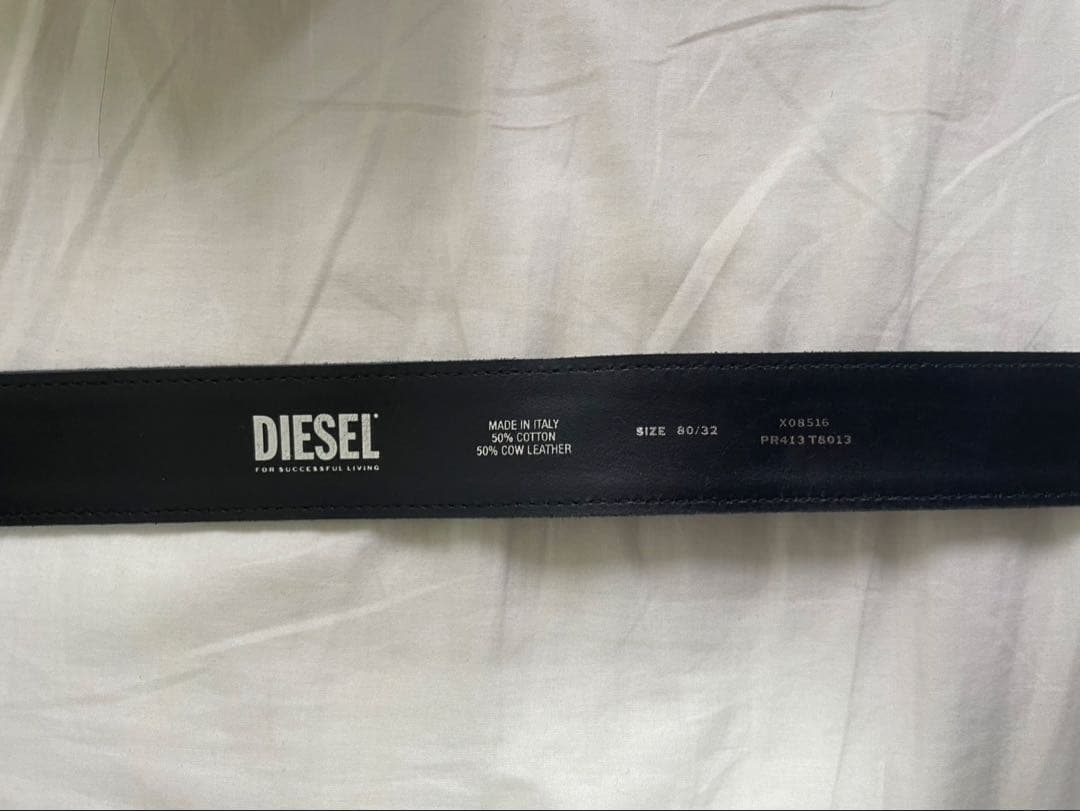 DIESEL
FOR SUCCESSFUL LIVING
MADE IN ITALY
50% COTTON
50% COW LEATHER
SIZE 80/32
X08516
PR413 T8013